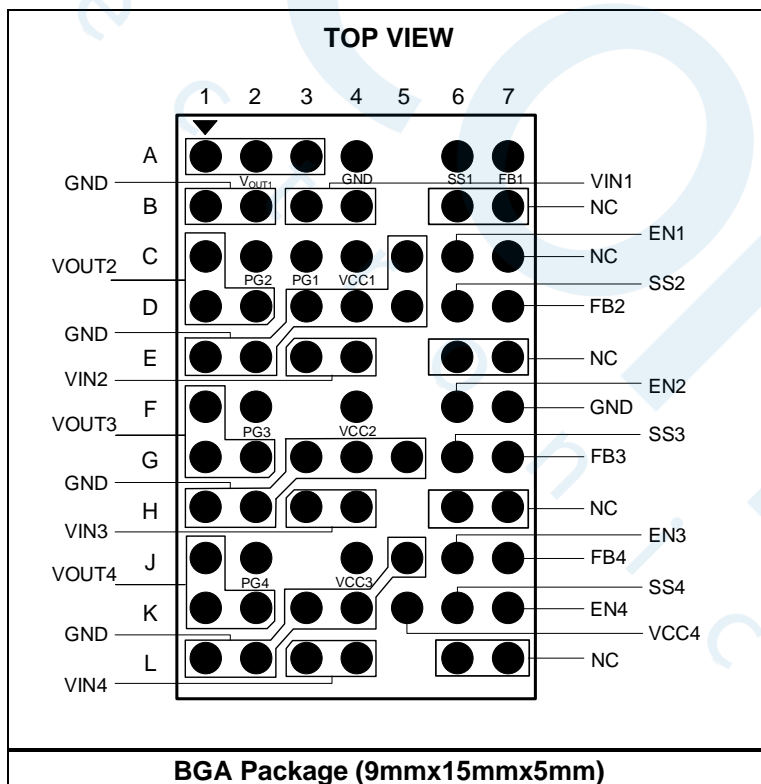 TOP VIEW
1 2 3 4 5 6 7
A
GND V_OUT1 GND SS1 FB1 VIN1
B NC
EN1
C NC
VOUT2 PG2 PG1 VCC1 SS2
D FB2
GND
E NC
VIN2 EN2
F GND
VOUT3 PG3 VCC2 SS3
G FB3
GND
H NC
VIN3 EN3
J FB4
VOUT4 PG4 VCC3 SS4
K EN4
GND VCC4
L NC
VIN4
BGA Package (9mmx15mmx5mm)